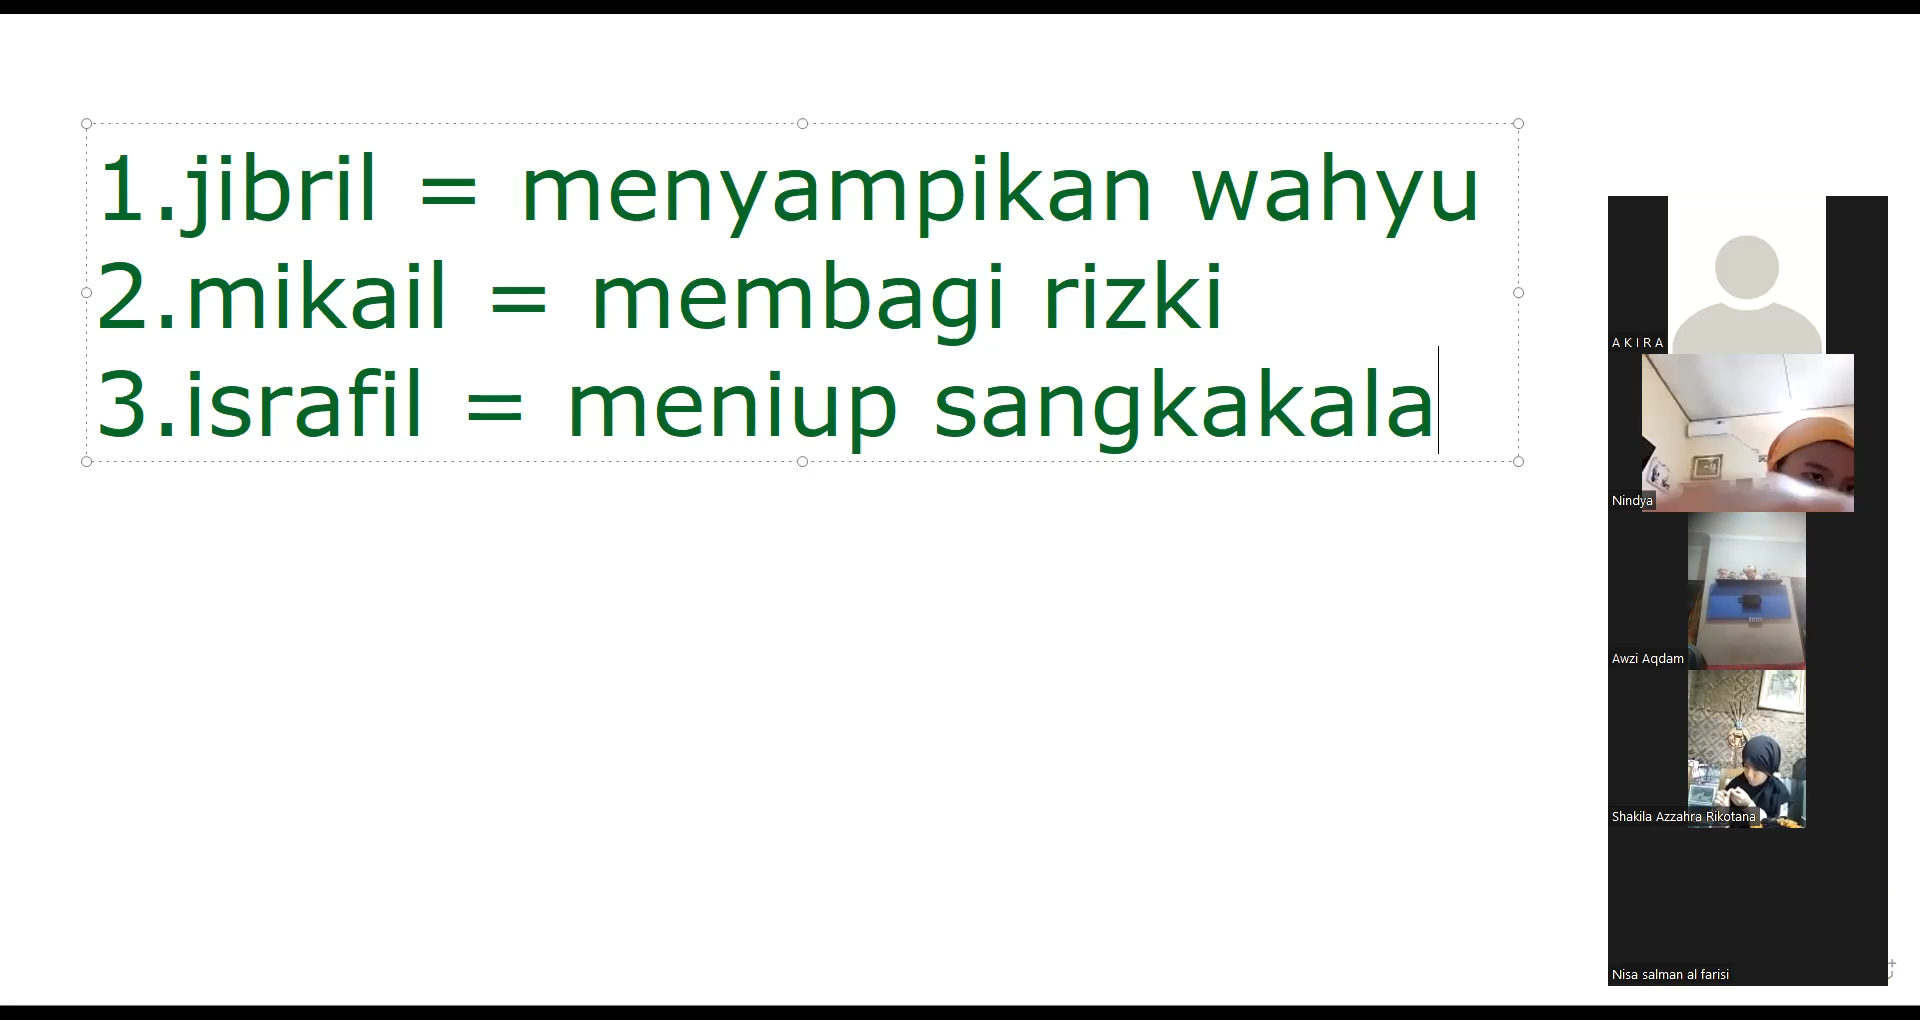 1.jibril = menyampikan wahyu
2.mikail = membagi rizki
3.israfil = meniup sangkakala
A K I R A
Nindya
Awzi Aqdam
Shakila Azzahra Rikotana
Nisa salman al farisi